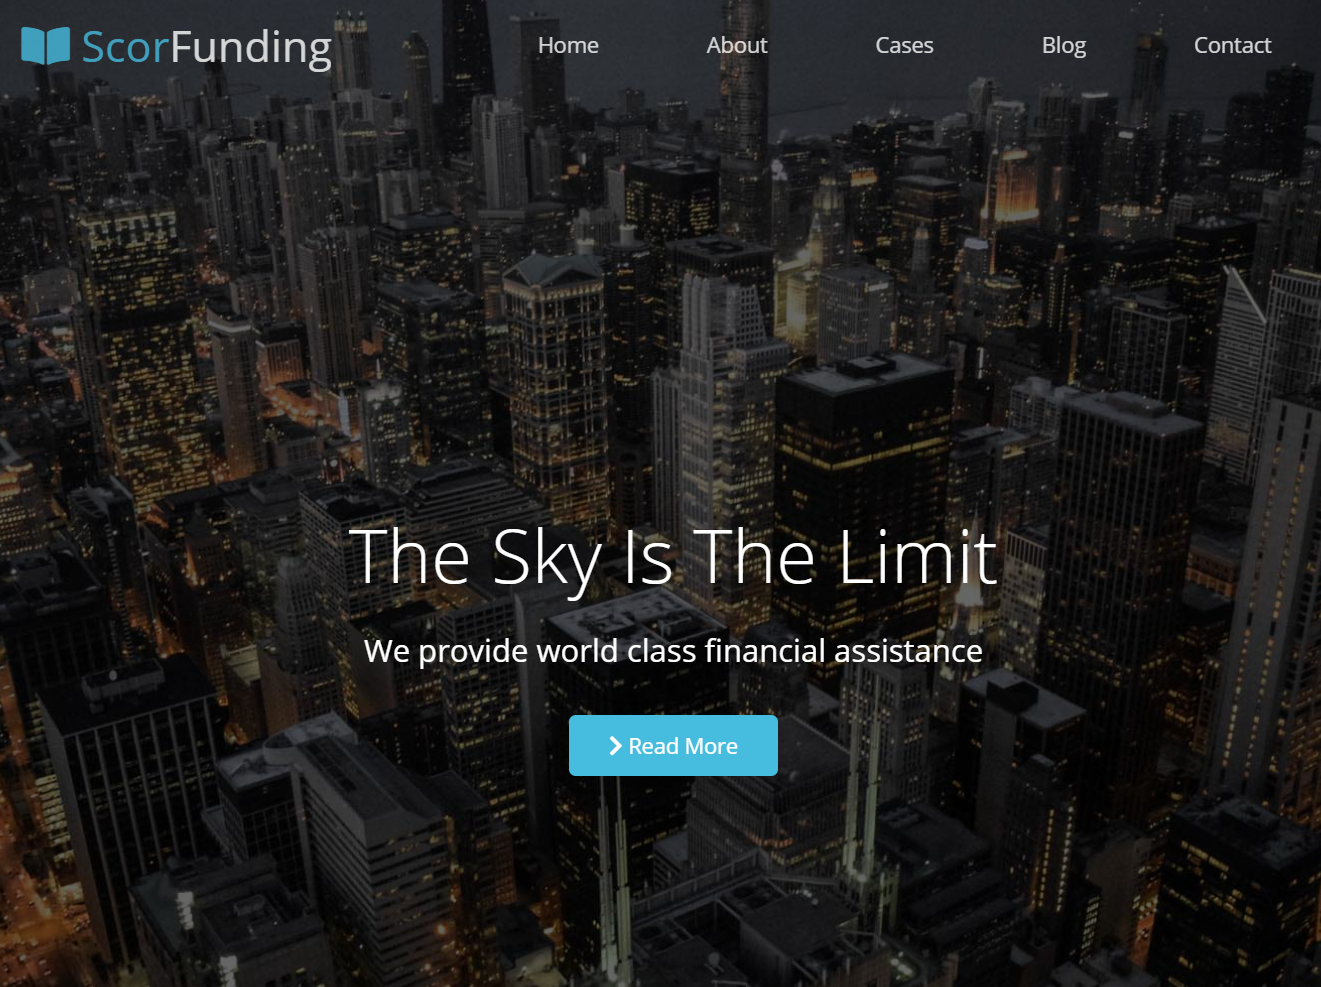 ScorFunding
Home About Cases Blog Contact
The Sky Is The Limit
We provide world class financial assistance
Read More